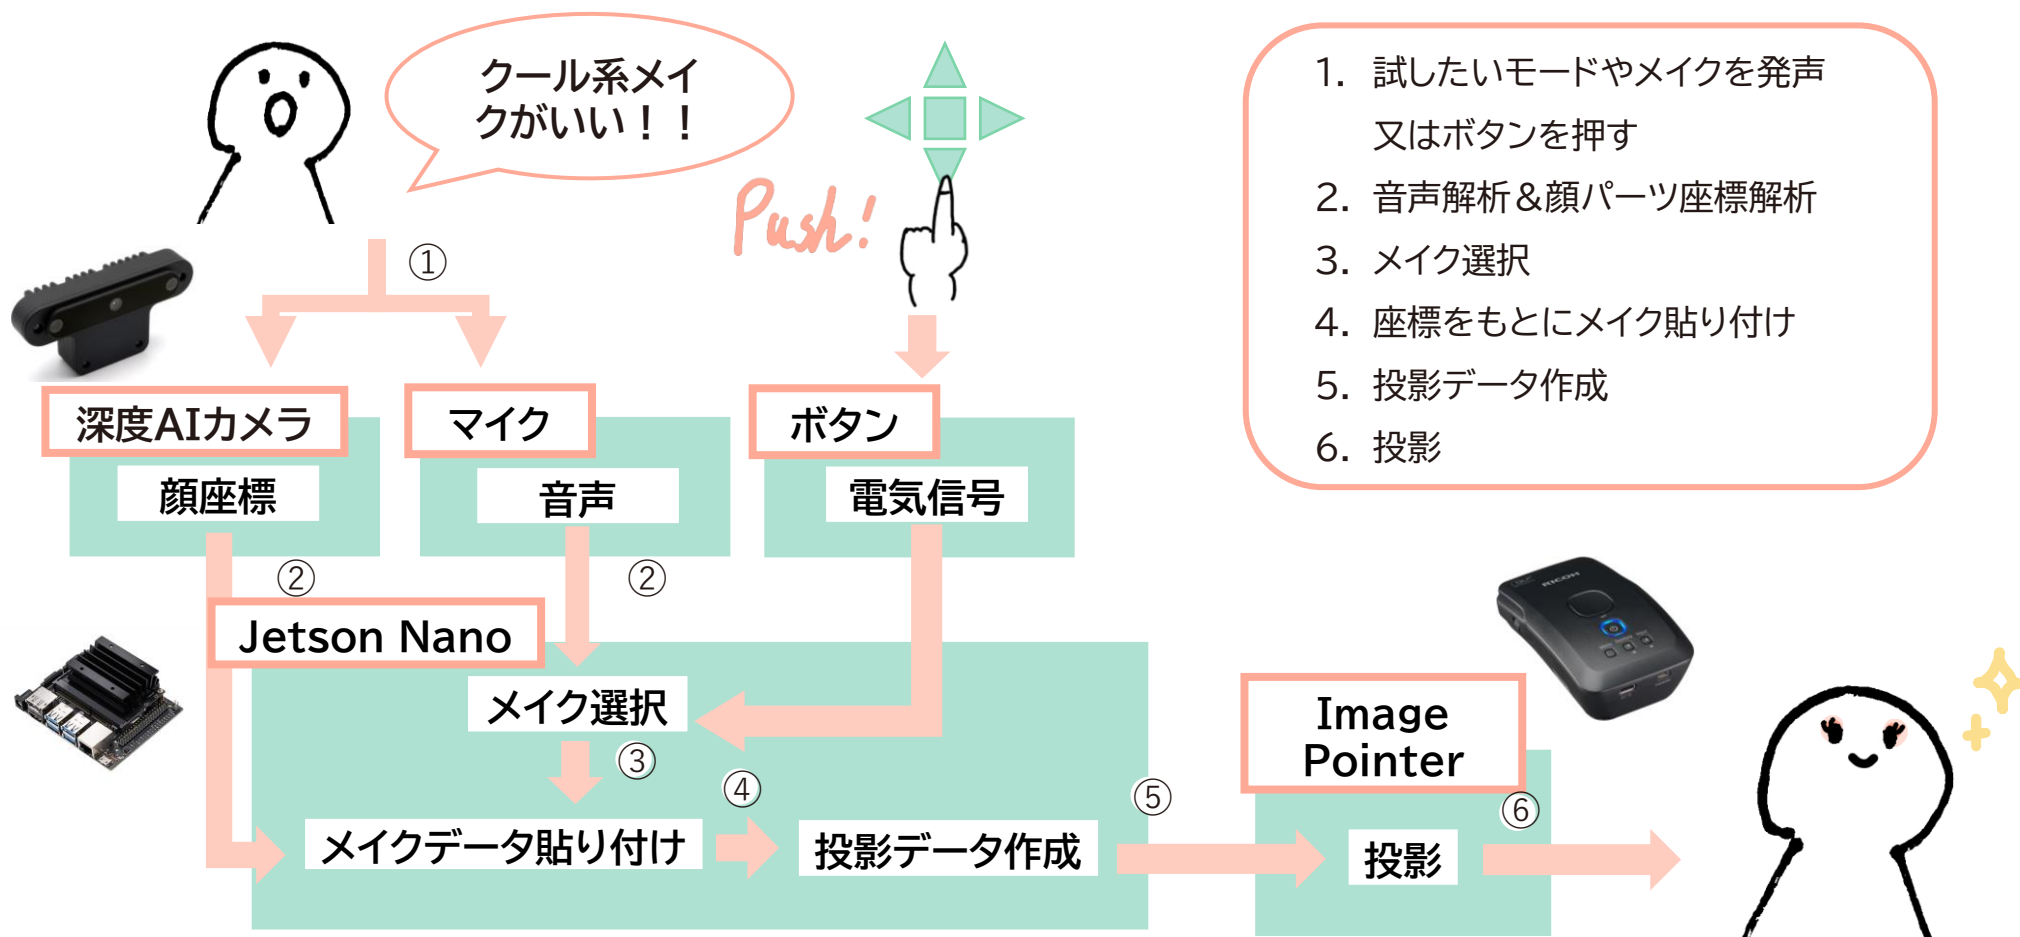 クール系メイ
クがいい！！
Push!
1. 試したいモードやメイクを発声
又はボタンを押す
2. 音声解析＆顔パーツ座標解析
3. メイク選択
4. 座標をもとにメイク貼り付け
5. 投影データ作成
6. 投影
①
深度AIカメラ
マイク
ボタン
顔座標
音声
電気信号
②
②
Jetson Nano
メイク選択
③
④
メイクデータ貼り付け
投影データ作成
⑤
RICOH
Image
Pointer
⑥
投影